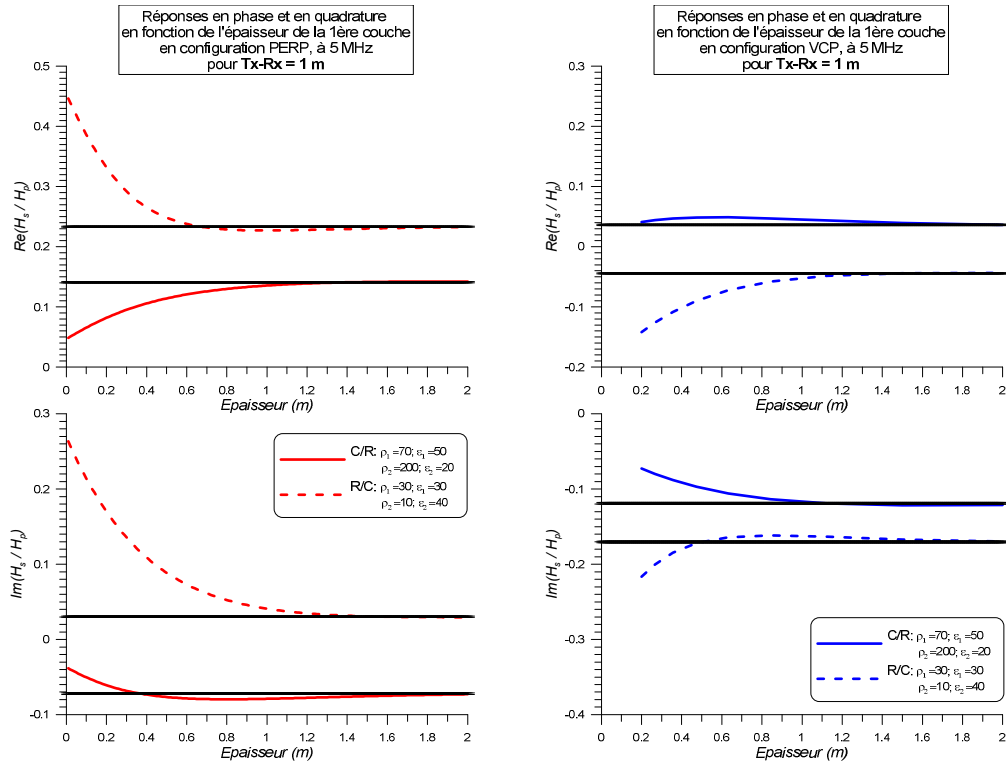 Réponses en phase et en quadrature
en fonction de l'épaisseur de la 1ère couche
en configuration PERP, à 5 MHz
pour Tx-Rx = 1 m
Re(Hs / Hp)
0.5
0.4
0.3
0.2
0.1
0
0 0.2 0.4 0.6 0.8 1 1.2 1.4 1.6 1.8 2
Epaisseur (m)
Réponses en phase et en quadrature
en fonction de l'épaisseur de la 1ère couche
en configuration VCP, à 5 MHz
pour Tx-Rx = 1 m
Re(Hs / Hp)
0.3
0.2
0.1
0
-0.1
-0.2
0 0.2 0.4 0.6 0.8 1 1.2 1.4 1.6 1.8 2
Epaisseur (m)
Im(Hs / Hp)
0.3
0.2
0.1
0
-0.1
C/R: ρ1=70; ε1=50
ρ2=200; ε2=20
R/C: ρ1=30; ε1=30
ρ2=10; ε2=40
0 0.2 0.4 0.6 0.8 1 1.2 1.4 1.6 1.8 2
Epaisseur (m)
Im(Hs / Hp)
0
-0.1
-0.2
-0.3
-0.4
C/R: ρ1=70; ε1=50
ρ2=200; ε2=20
R/C: ρ1=30; ε1=30
ρ2=10; ε2=40
0 0.2 0.4 0.6 0.8 1 1.2 1.4 1.6 1.8 2
Epaisseur (m)